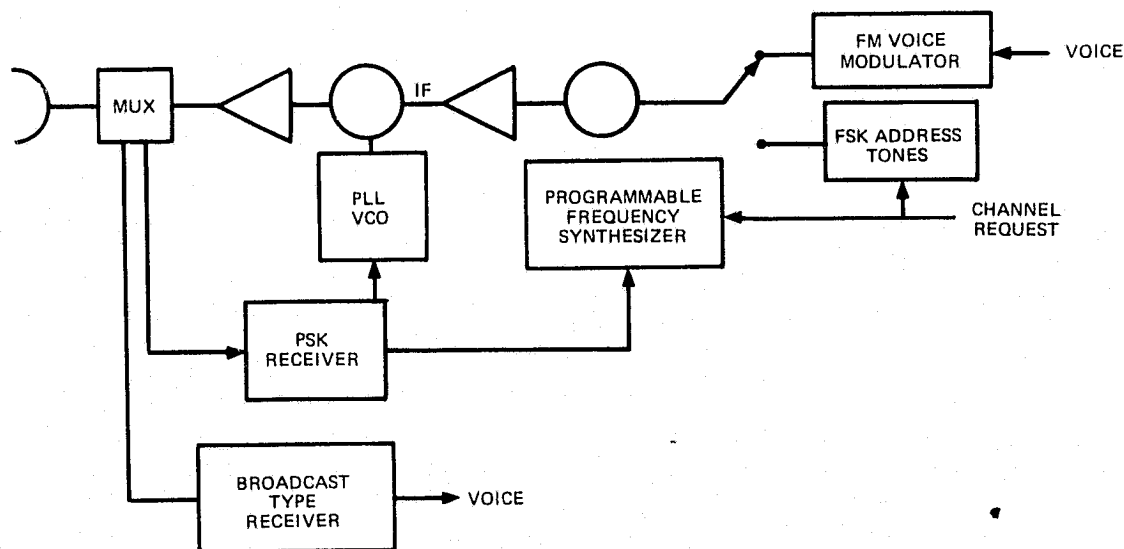 FM VOICE
MODULATOR
VOICE
MUX
IF
FSK ADDRESS
TONES
PLL
VCO
PROGRAMMABLE
FREQUENCY
SYNTHESIZER
CHANNEL
REQUEST
PSK
RECEIVER
BROADCAST
TYPE
RECEIVER
VOICE